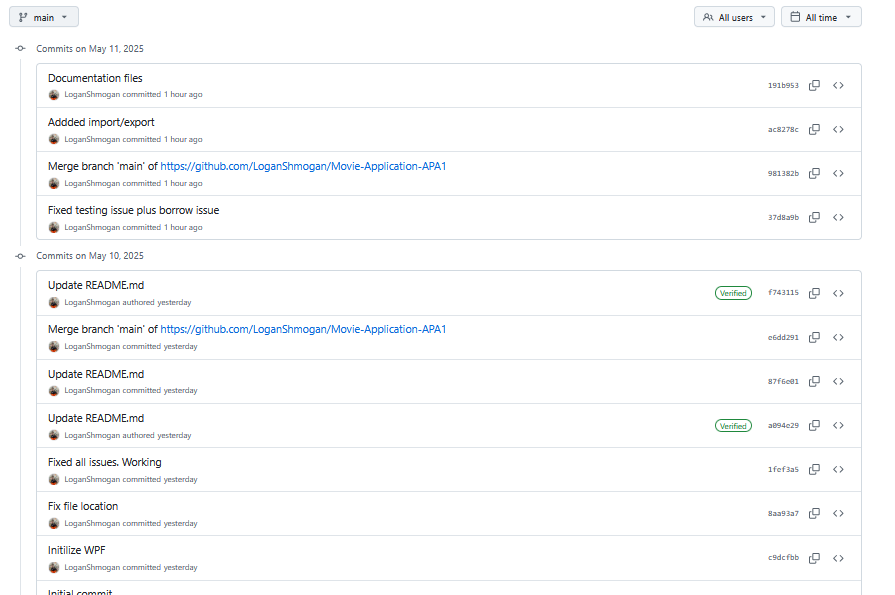 main
All users
All time
Commits on May 11, 2025
Documentation files
191b953
LoganShmogan committed 1 hour ago
Addded import/export
ac8278c
LoganShmogan committed 1 hour ago
Merge branch 'main' of https://github.com/LoganShmogan/Movie-Application-APA1
981382b
LoganShmogan committed 1 hour ago
Fixed testing issue plus borrow issue
37d8a9b
LoganShmogan committed 1 hour ago
Commits on May 10, 2025
Update README.md
Verified f743115
LoganShmogan authored yesterday
Merge branch 'main' of https://github.com/LoganShmogan/Movie-Application-APA1
e6dd291
LoganShmogan committed yesterday
Update README.md
87f6e01
LoganShmogan committed yesterday
Update README.md
Verified a094e29
LoganShmogan authored yesterday
Fixed all issues. Working
1fef3a5
LoganShmogan committed yesterday
Fix file location
8aa93a7
LoganShmogan committed yesterday
Initilize WPF
c9dcfbb
LoganShmogan committed yesterday
Initial commit